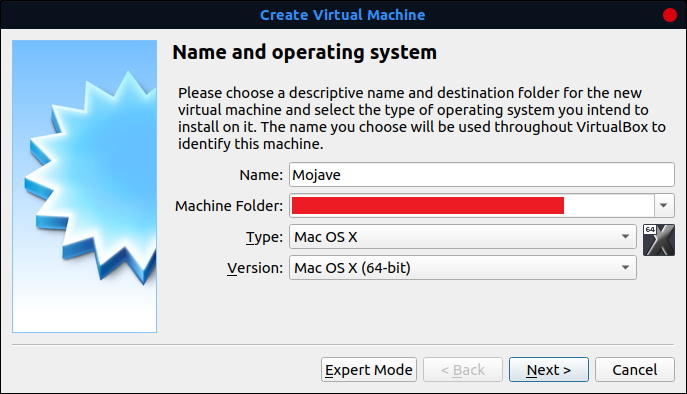 Create Virtual Machine
Name and operating system
Please choose a descriptive name and destination folder for the new
virtual machine and select the type of operating system you intend to
install on it. The name you choose will be used throughout VirtualBox to
identify this machine.
Name: Mojave
Machine Folder:
Type: Mac OS X
64
X
Version: Mac OS X (64-bit)
Expert Mode
< Back
Next >
Cancel